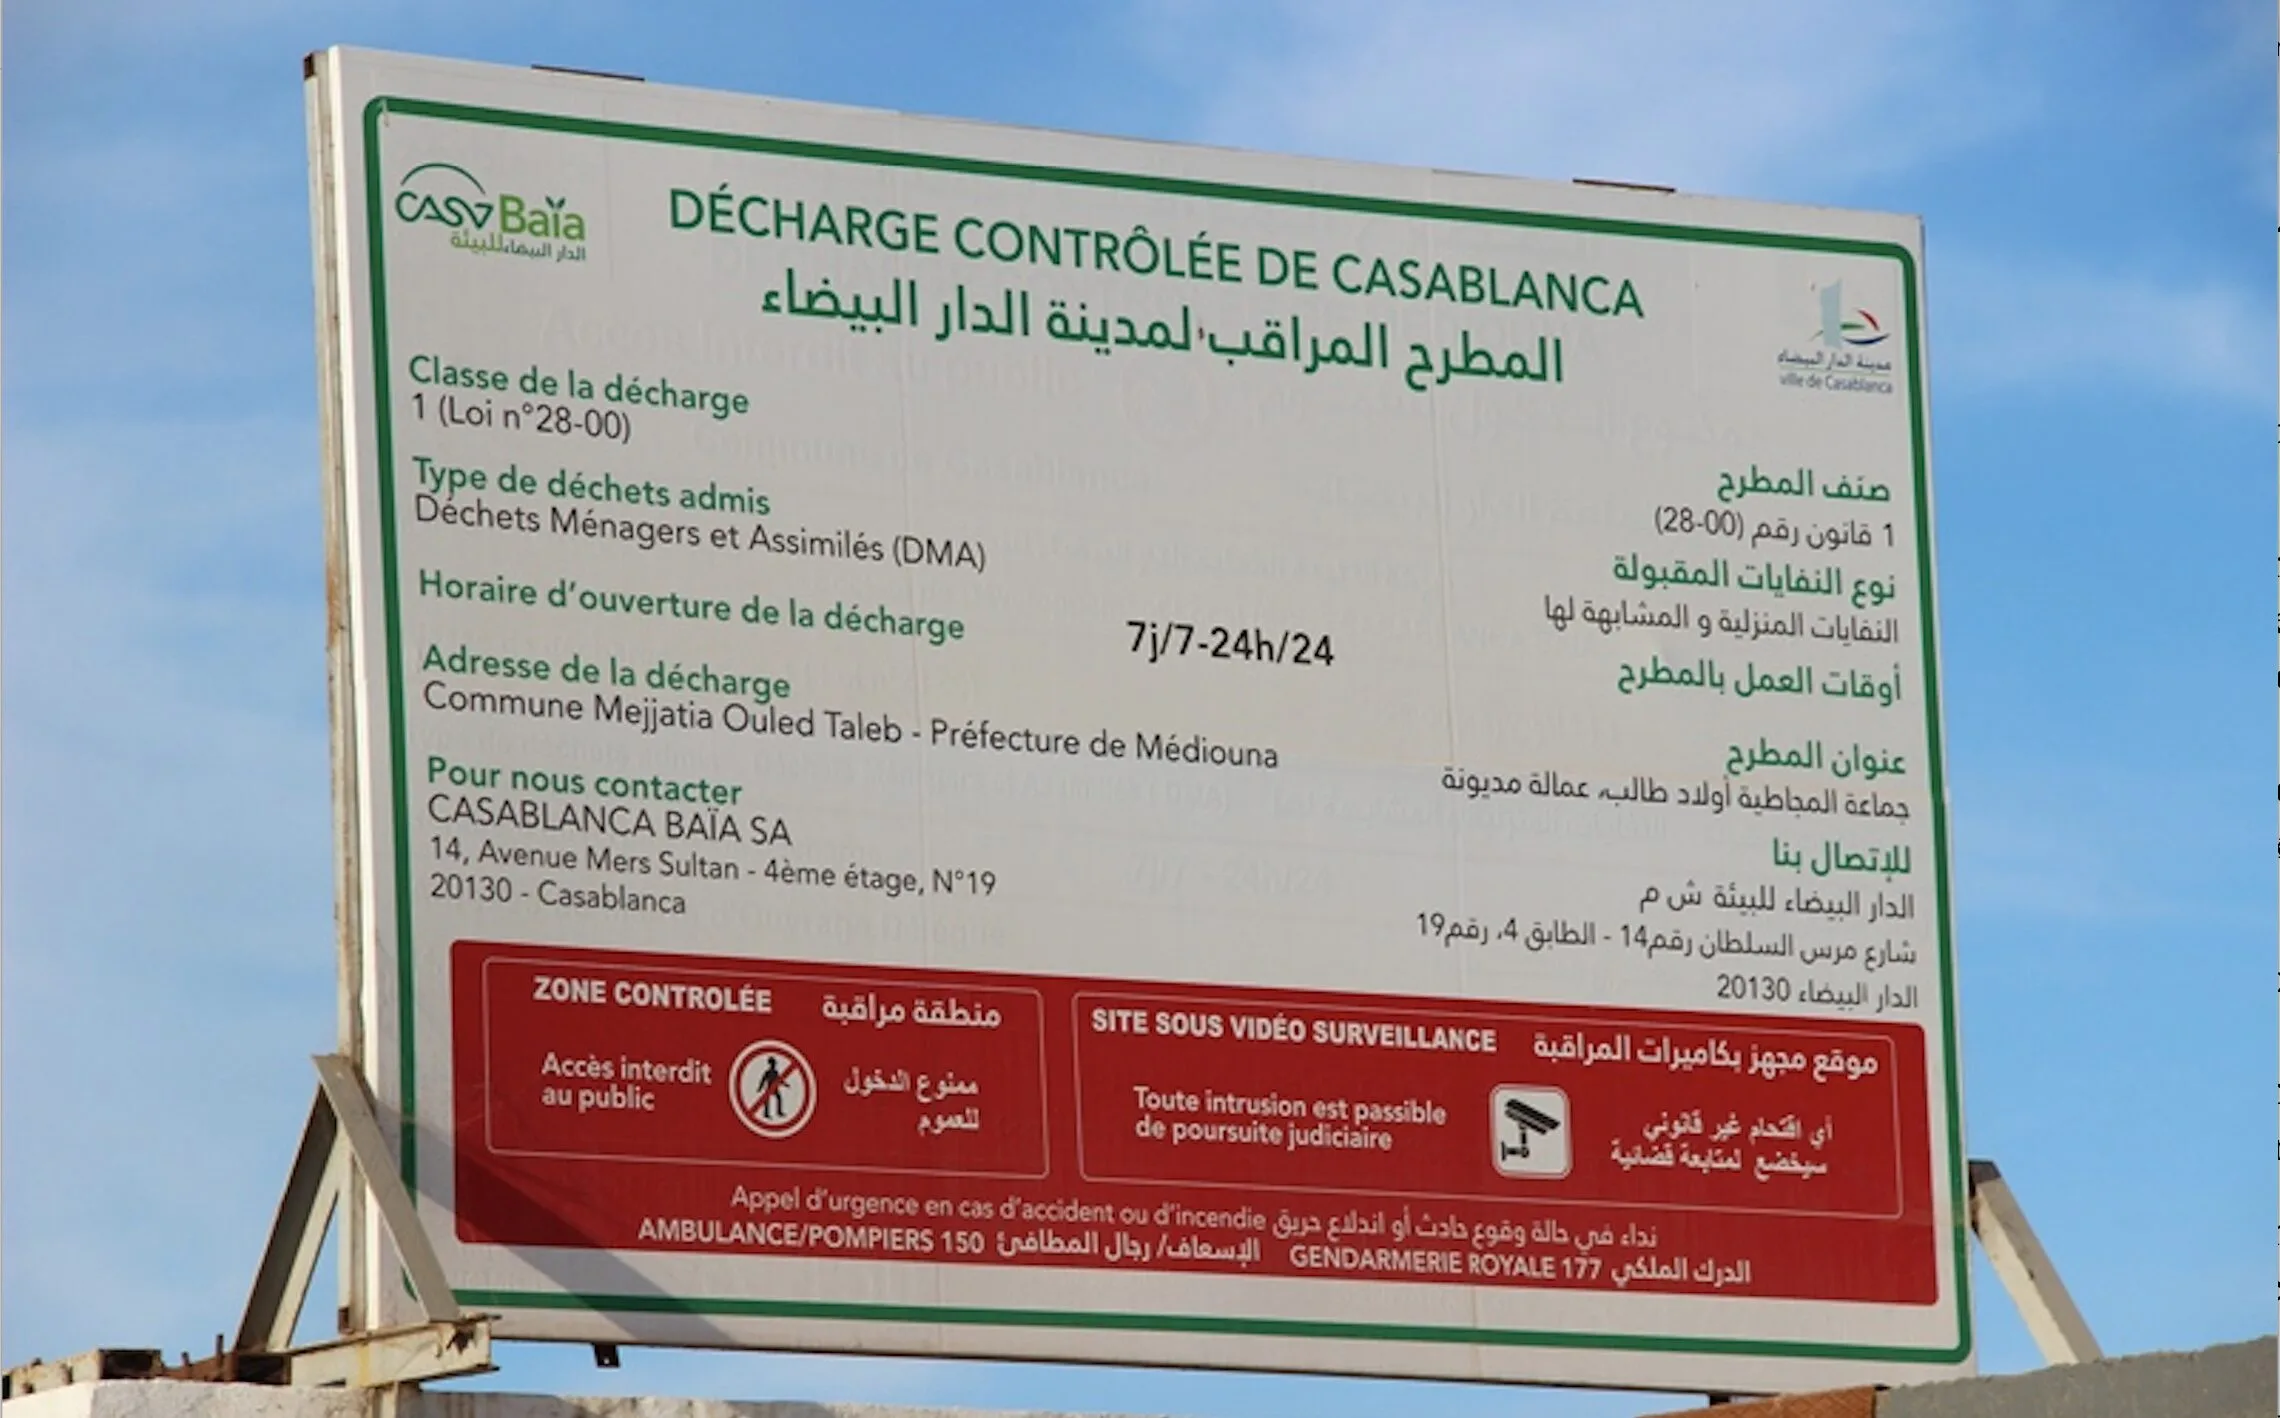 CASA Baïa
الدار البيضاء للبيئة
DÉCHARGE CONTRÔLÉE DE CASABLANCA
المطرح المراقب لمدينة الدار البيضاء
مدينة الدار البيضاء
ville de Casablanca
Classe de la décharge
1 (Loi n°28-00)
Type de déchets admis
Déchets Ménagers et Assimilés (DMA)
Horaire d'ouverture de la décharge
7j/7-24h/24
Adresse de la décharge
Commune Mejjatia Ouled Taleb - Préfecture de Médiouna
Pour nous contacter
CASABLANCA BAÏA SA
14, Avenue Mers Sultan - 4ème étage, N°19
20130 - Casablanca
صنف المطرح
1 قانون رقم (00-28)
نوع النفايات المقبولة
النفايات المنزلية و المشابهة لها
أوقات العمل بالمطرح
عنوان المطرح
جماعة المجاطية أولاد طالب، عمالة مديونة
للإتصال بنا
الدار البيضاء للبيئة ش م
شارع مرس السلطان رقم14 - الطابق 4، رقم19
الدار البيضاء 20130
ZONE CONTROLÉE منطقة مراقبة
Accès interdit
au public
ممنوع الدخول
للعموم
SITE SOUS VIDÉO SURVEILLANCE موقع مجهز بكاميرات المراقبة
Toute intrusion est passible
de poursuite judiciaire
أي اقتحام غير قانوني
سيخضع لمتابعة قضائية
Appel d'urgence en cas d'accident ou d'incendie نداء في حالة وقوع حادث أو اندلاع حريق
AMBULANCE/POMPIERS 150 الإسعاف/ رجال المطافئ GENDARMERIE ROYALE 177 الدرك الملكي